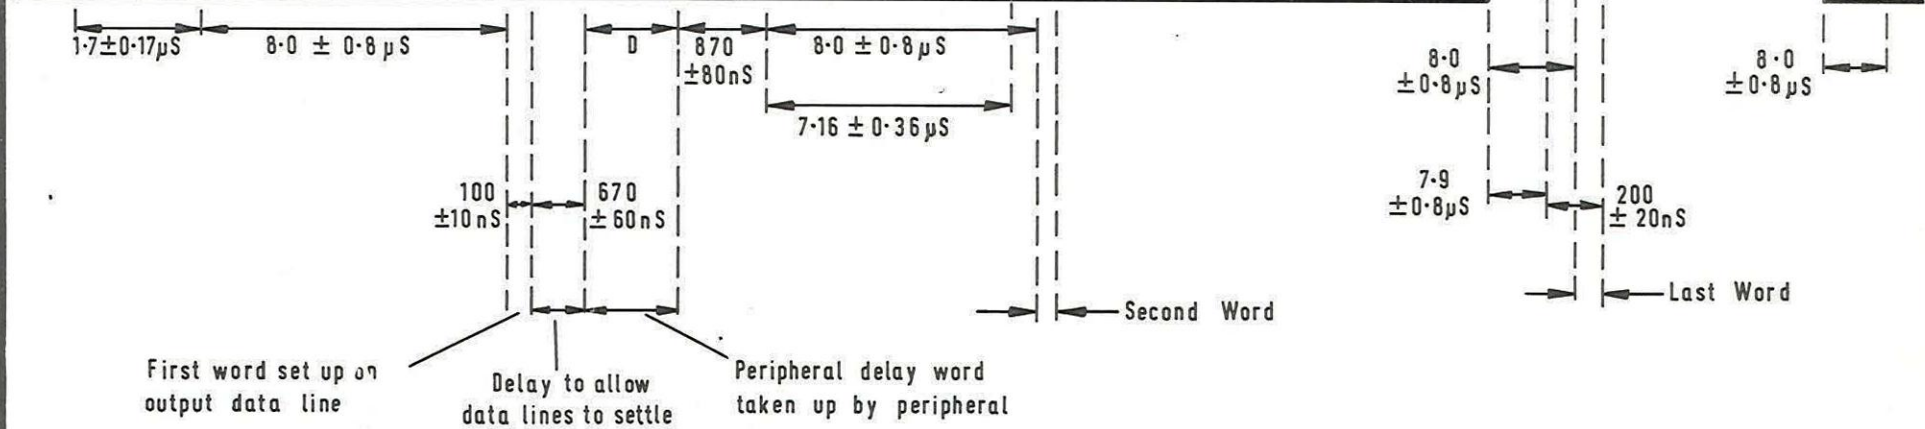 1·7±0·17µS
8·0 ± 0·8µS
D
870
±80nS
8·0 ± 0·8µS
7·16 ± 0·36µS
8·0
±0·8µS
8·0
±0·8µS
100
±10nS
670
±60nS
7·9
±0·8µS
200
± 20nS
Second Word
Last Word
First word set up on
output data line
Delay to allow
data lines to settle
Peripheral delay word
taken up by peripheral